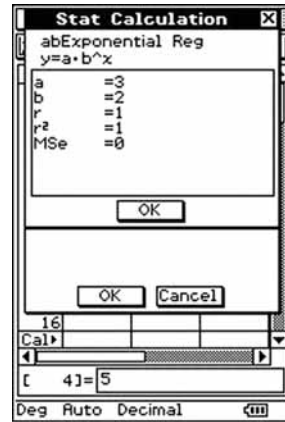 Stat Calculation X
abExponential Reg
y=a·b^x
a =3
b =2
r =1
r² =1
MSe =0
OK
OK Cancel
16
Cal▶
[ 4]= 5
Deg Auto Decimal